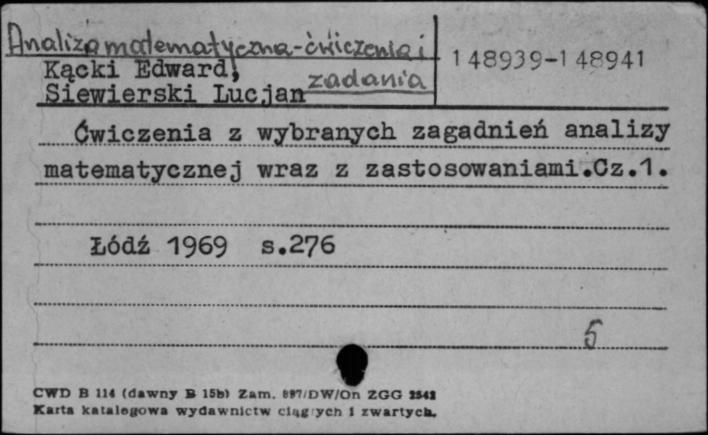 Analiza matematyczna - ćwiczenia i
zadania
148939-148941
Kącki Edward,
Siewierski Lucjan
Ćwiczenia z wybranych zagadnień analizy
matematycznej wraz z zastosowaniami.Cz.1.
Łódź 1969 s.276
5
CWD B 114 (dawny B 15b) Zam. 897/DW/On ZGG 2542
Karta katalogowa wydawnictw ciągłych i zwartych.